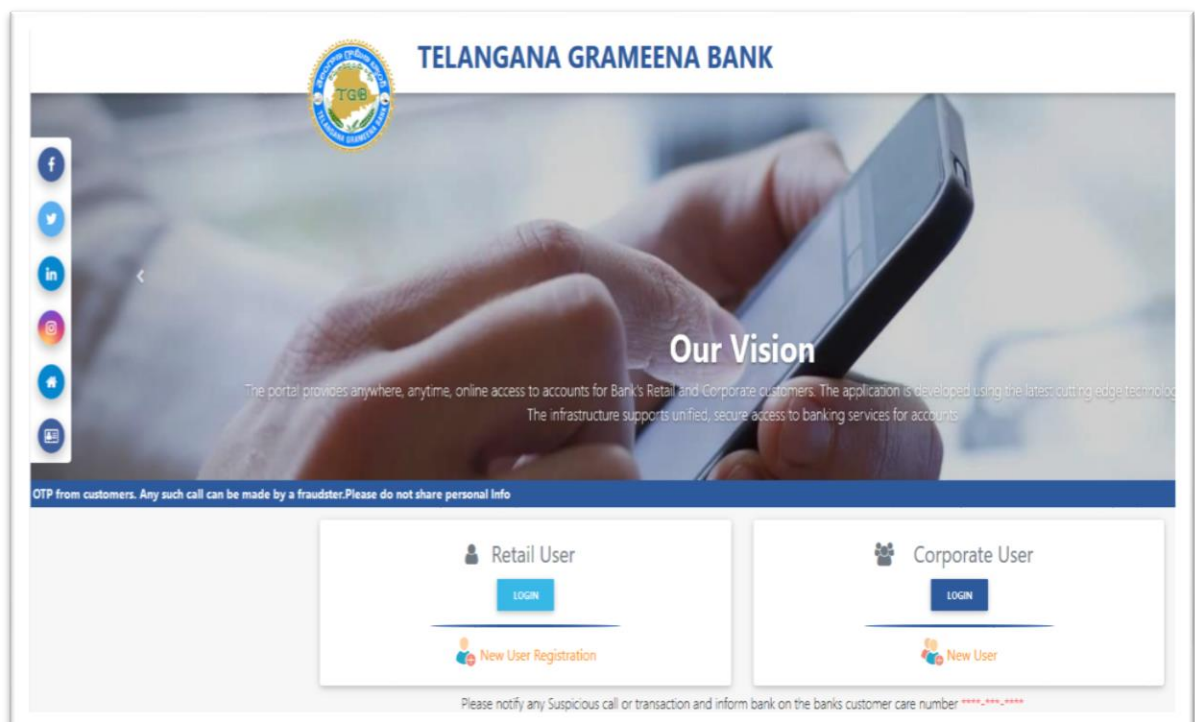 TELANGANA GRAMEENA BANK
TGB
TELANGANA GRAMEENA BANK
Our Vision
The portal provides anywhere, anytime, online access to accounts for Bank's Retail and Corporate customers. The application is developed using the latest cutting edge technolog
The infrastructure supports unified, secure access to banking services for accounts
OTP from customers. Any such call can be made by a fraudster.Please do not share personal Info
Retail User
Corporate User
LOGIN
LOGIN
New User Registration
New User
Please notify any Suspicious call or transaction and inform bank on the banks customer care number ****-***-****